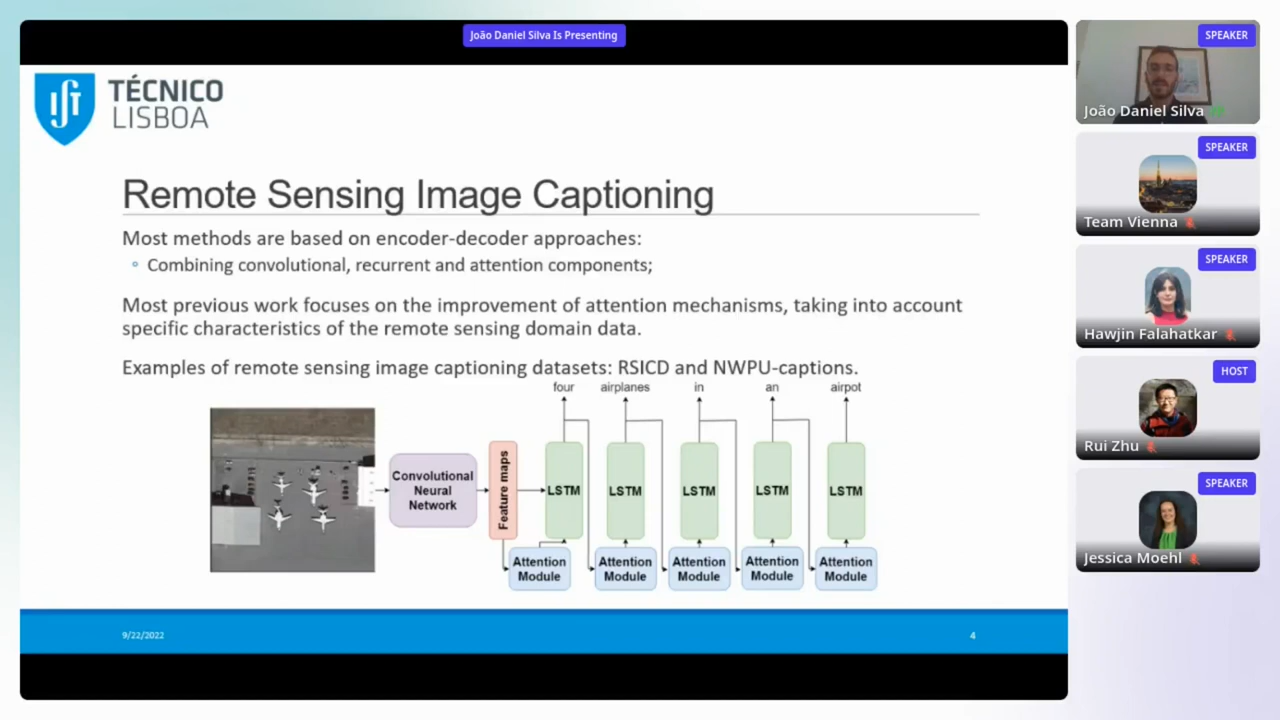 João Daniel Silva Is Presenting
TÉCNICO
LISBOA
Remote Sensing Image Captioning
Most methods are based on encoder-decoder approaches:
Combining convolutional, recurrent and attention components;
Most previous work focuses on the improvement of attention mechanisms, taking into account
specific characteristics of the remote sensing domain data.
Examples of remote sensing image captioning datasets: RSICD and NWPU-captions.
four airplanes in an airpot
Convolutional
Neural
Network
Feature maps
LSTM LSTM LSTM LSTM LSTM
Attention
Module
Attention
Module
Attention
Module
Attention
Module
Attention
Module
9/22/2022
4
SPEAKER
João Daniel Silva
SPEAKER
Team Vienna
SPEAKER
Hawjin Falahatkar
HOST
Rui Zhu
SPEAKER
Jessica Moehl